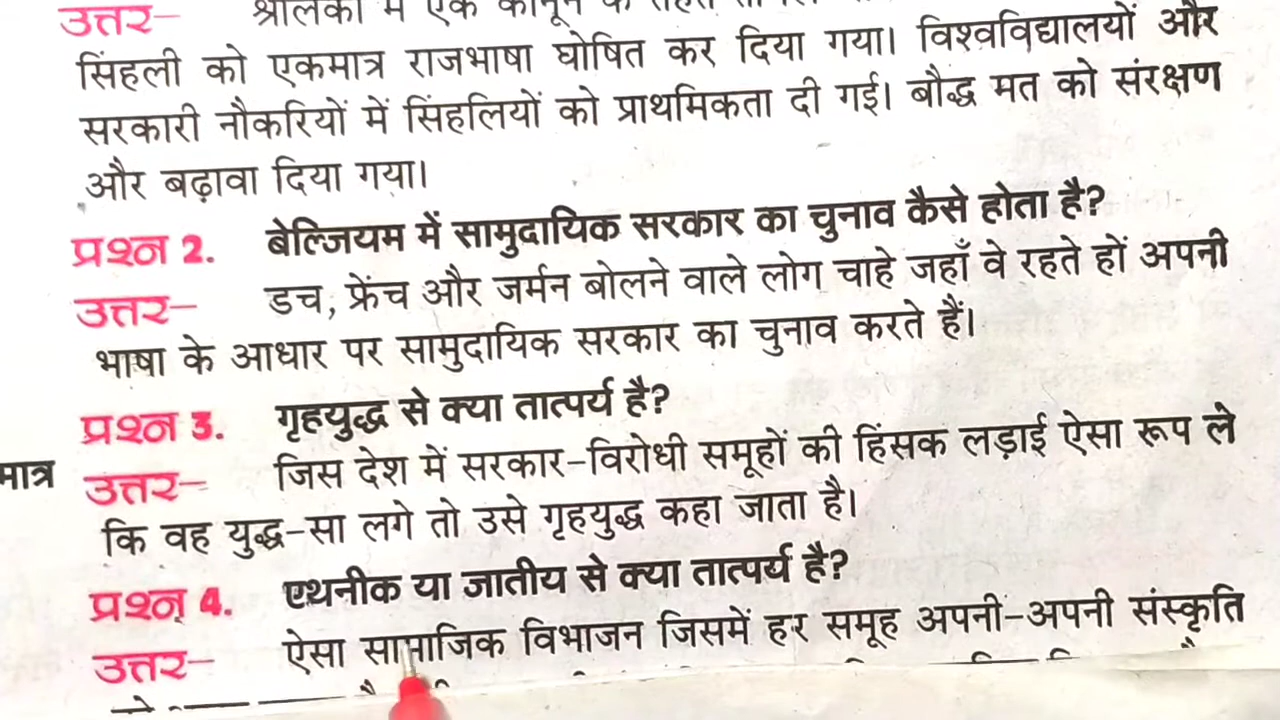 उत्तर– श्रीलंका में एक कानून के तहत
सिंहली को एकमात्र राजभाषा घोषित कर दिया गया। विश्वविद्यालयों और
सरकारी नौकरियों में सिंहलियों को प्राथमिकता दी गई। बौद्ध मत को संरक्षण
और बढ़ावा दिया गया।
प्रश्न 2. बेल्जियम में सामुदायिक सरकार का चुनाव कैसे होता है?
उत्तर– डच, फ्रेंच और जर्मन बोलने वाले लोग चाहे जहाँ वे रहते हों अपनी
भाषा के आधार पर सामुदायिक सरकार का चुनाव करते हैं।
प्रश्न 3. गृहयुद्ध से क्या तात्पर्य है?
मात्र
उत्तर– जिस देश में सरकार-विरोधी समूहों की हिंसक लड़ाई ऐसा रूप ले
कि वह युद्ध-सा लगे तो उसे गृहयुद्ध कहा जाता है।
प्रश्न 4. एथनीक या जातीय से क्या तात्पर्य है?
उत्तर– ऐसा सामाजिक विभाजन जिसमें हर समूह अपनी-अपनी संस्कृति